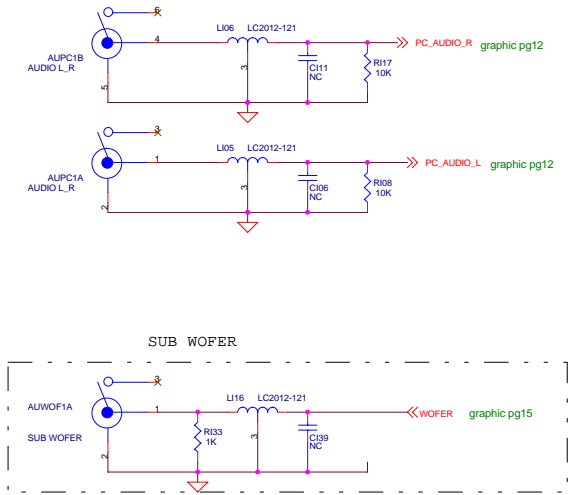 6
LI06 LC2012-121
AUPC1B
AUDIO L_R
4
PC_AUDIO_R graphic pg12
CI11
NC
RI17
10K
3
5
3
LI05 LC2012-121
AUPC1A
AUDIO L_R
1
PC_AUDIO_L graphic pg12
CI06
NC
RI08
10K
3
2
SUB WOFER
3
LI16 LC2012-121
AUWOF1A
1
WOFER graphic pg15
SUB WOFER
RI33
1K
3
CI39
NC
2